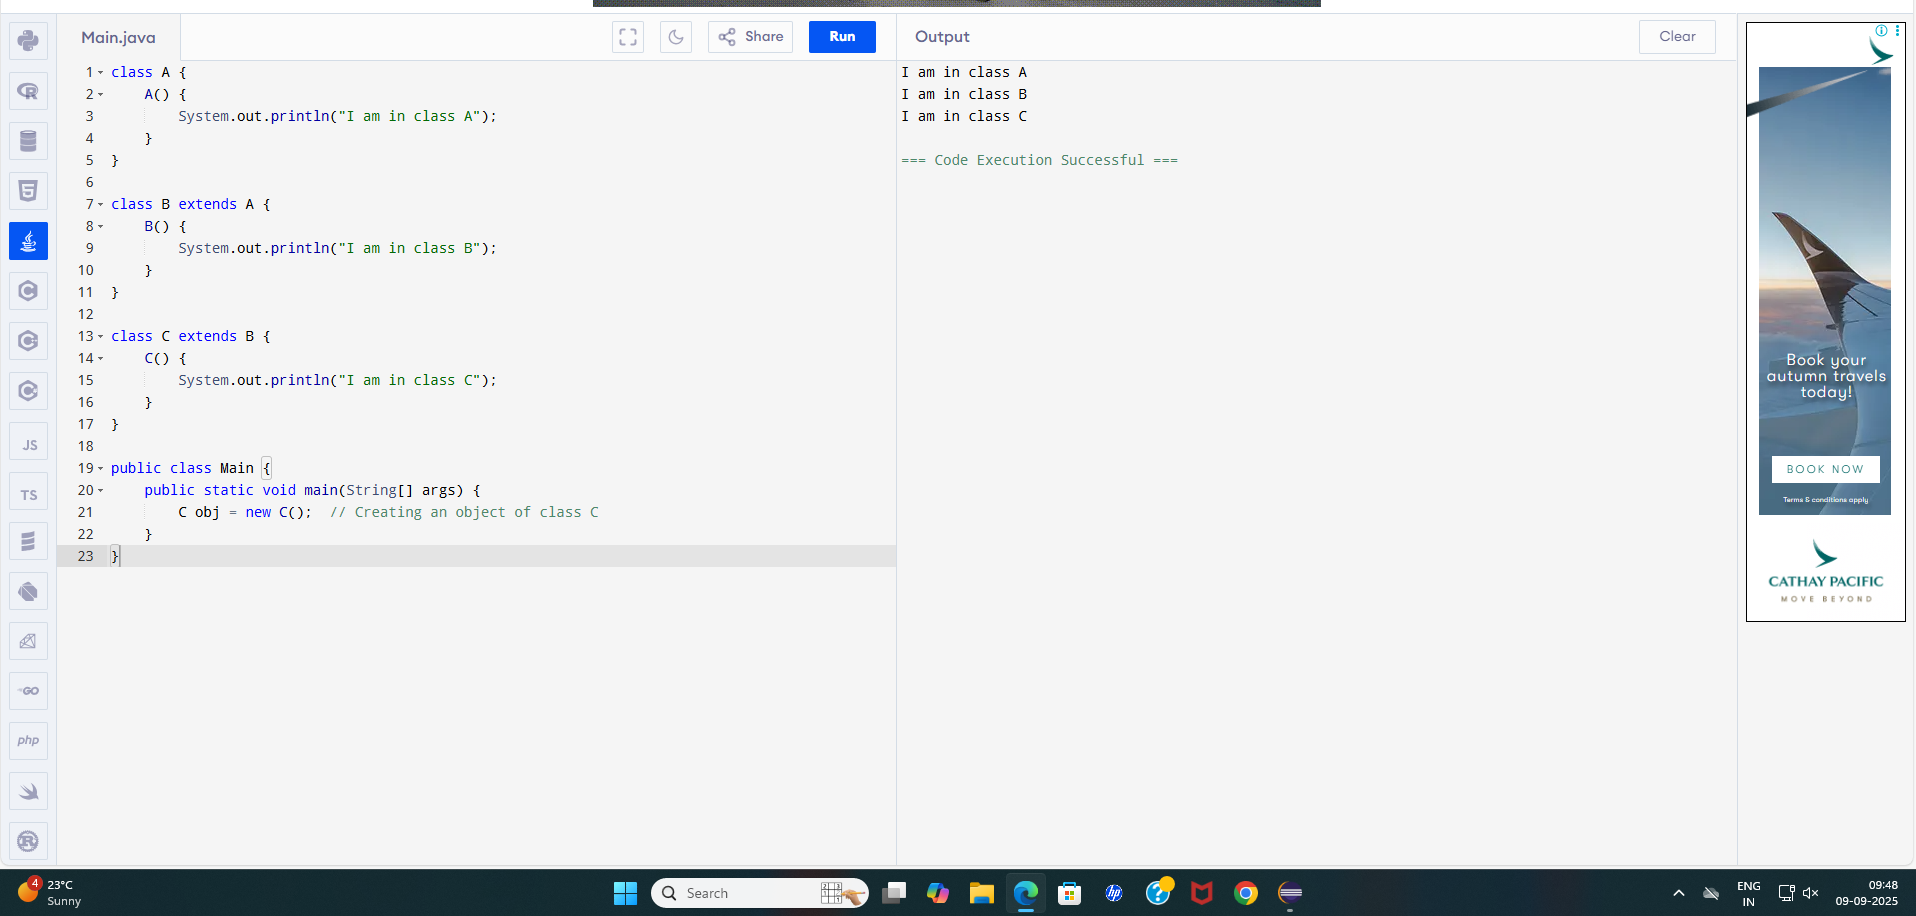 Main.java
Share
Run
Output
Clear
1 class A {
2 A() {
3 System.out.println("I am in class A");
4 }
5 }
6
7 class B extends A {
8 B() {
9 System.out.println("I am in class B");
10 }
11 }
12
13 class C extends B {
14 C() {
15 System.out.println("I am in class C");
16 }
17 }
18
19 public class Main {
20 public static void main(String[] args) {
21 C obj = new C();  // Creating an object of class C
22 }
23 }
I am in class A
I am in class B
I am in class C
=== Code Execution Successful ===
JS
TS
GO
php
Book your
autumn travels
today!
BOOK NOW
Terms & conditions apply
CATHAY PACIFIC
MOVE BEYOND
4
23°C
Sunny
Search
hp
ENG
IN
09:48
09-09-2025